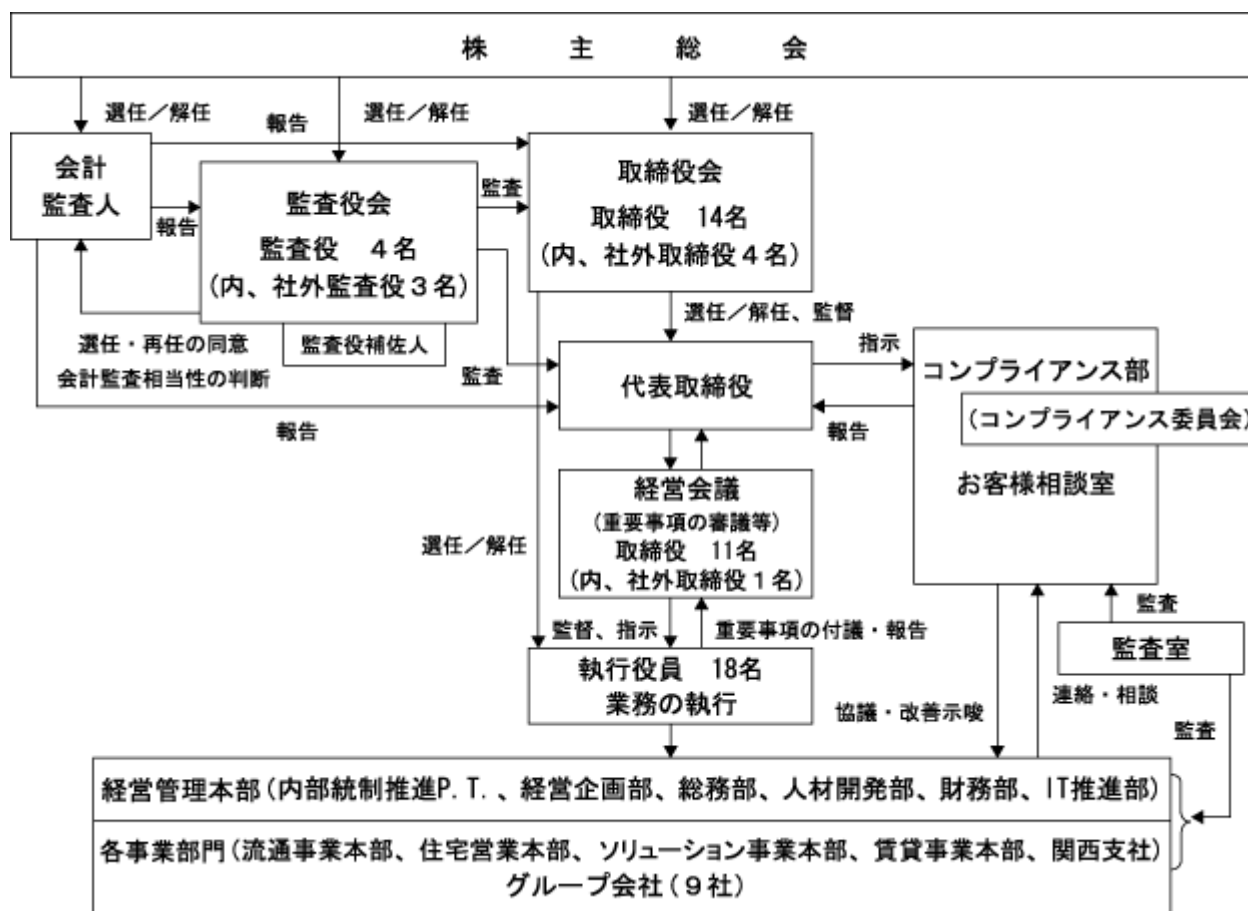 株主総会
選任／解任
報告
選任／解任
選任／解任
会計
監査人
報告
監査役会
監査役　４名
(内、社外監査役３名)
監査役補佐人
監査
取締役会
取締役　14名
(内、社外取締役４名)
選任・再任の同意
会計監査相当性の判断
監査
報告
選任／解任、監督
代表取締役
指示
報告
コンプライアンス部
(コンプライアンス委員会)
お客様相談室
経営会議
(重要事項の審議等)
取締役　11名
(内、社外取締役１名)
選任／解任
監督、指示
重要事項の付議・報告
執行役員　18名
業務の執行
監査
監査室
連絡・相談
協議・改善示唆
監査
経営管理本部(内部統制推進P.T.、経営企画部、総務部、人材開発部、財務部、IT推進部)
各事業部門(流通事業本部、住宅営業本部、ソリューション事業本部、賃貸事業本部、関西支社)
グループ会社(９社)